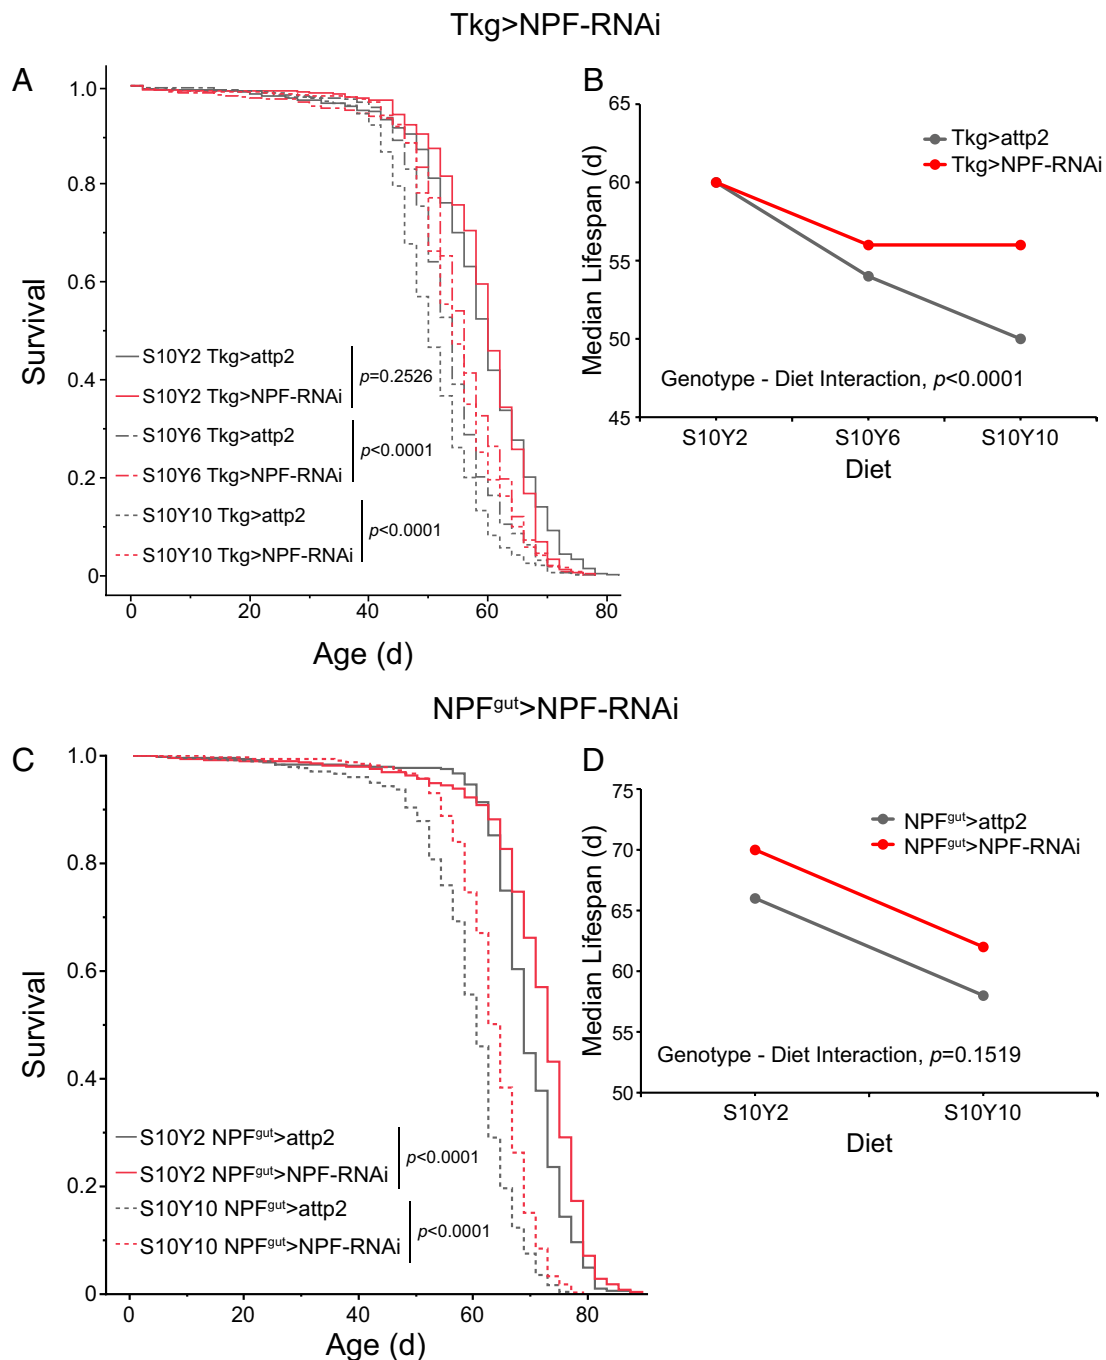 Tkg>NPF-RNAi
A
Survival
1.0
0.8
0.6
0.4
0.2
0
S10Y2 Tkg>attp2
S10Y2 Tkg>NPF-RNAi
p=0.2526
S10Y6 Tkg>attp2
S10Y6 Tkg>NPF-RNAi
p<0.0001
S10Y10 Tkg>attp2
S10Y10 Tkg>NPF-RNAi
p<0.0001
0 20 40 60 80
Age (d)
B
Median Lifespan (d)
65
60
55
50
45
Tkg>attp2
Tkg>NPF-RNAi
Genotype - Diet Interaction, p<0.0001
S10Y2 S10Y6 S10Y10
Diet
NPFgut>NPF-RNAi
C
Survival
1.0
0.8
0.6
0.4
0.2
0
S10Y2 NPFgut>attp2
S10Y2 NPFgut>NPF-RNAi
p<0.0001
S10Y10 NPFgut>attp2
S10Y10 NPFgut>NPF-RNAi
p<0.0001
0 20 40 60 80
Age (d)
D
Median Lifespan (d)
75
70
65
60
55
50
NPFgut>attp2
NPFgut>NPF-RNAi
Genotype - Diet Interaction, p=0.1519
S10Y2 S10Y10
Diet